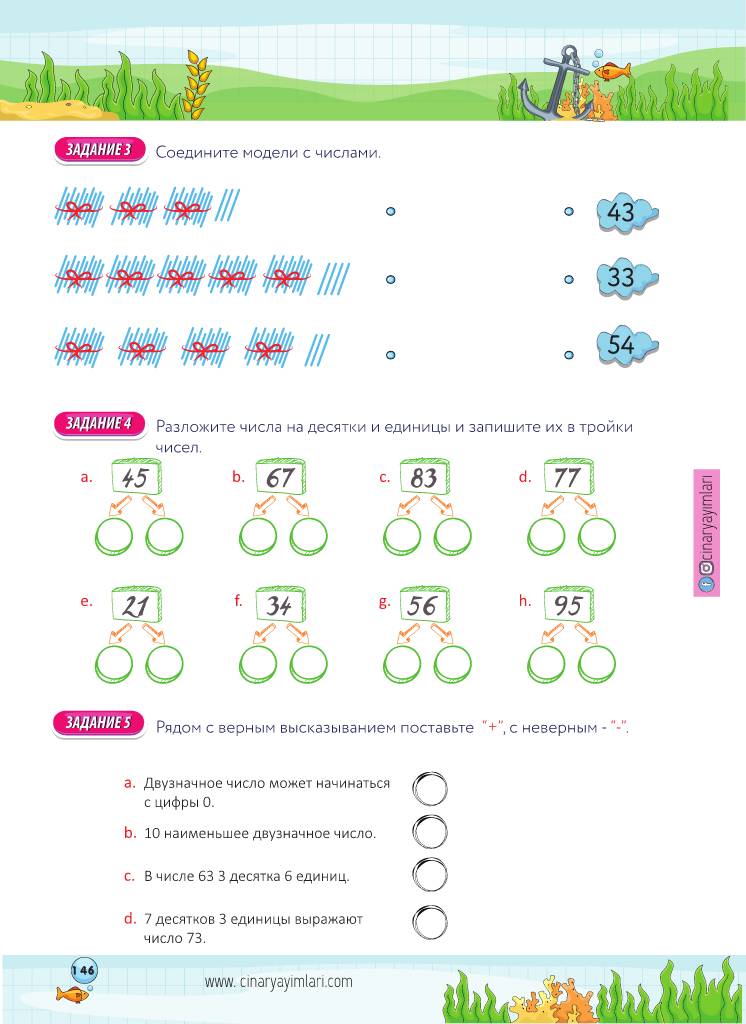 ЗАДАНИЕ 3 Соедините модели с числами.
43
33
54
ЗАДАНИЕ 4 Разложите числа на десятки и единицы и запишите их в тройки
чисел.
a. 45 b. 67 c. 83 d. 77
e. 21 f. 34 g. 56 h. 95
cinaryayimlari
ЗАДАНИЕ 5 Рядом с верным высказыванием поставьте "+", с неверным - "-".
a. Двузначное число может начинаться
с цифры 0.
b. 10 наименьшее двузначное число.
c. В числе 63 3 десятка 6 единиц.
d. 7 десятков 3 единицы выражают
число 73.
146
www. cinaryayimlari.com